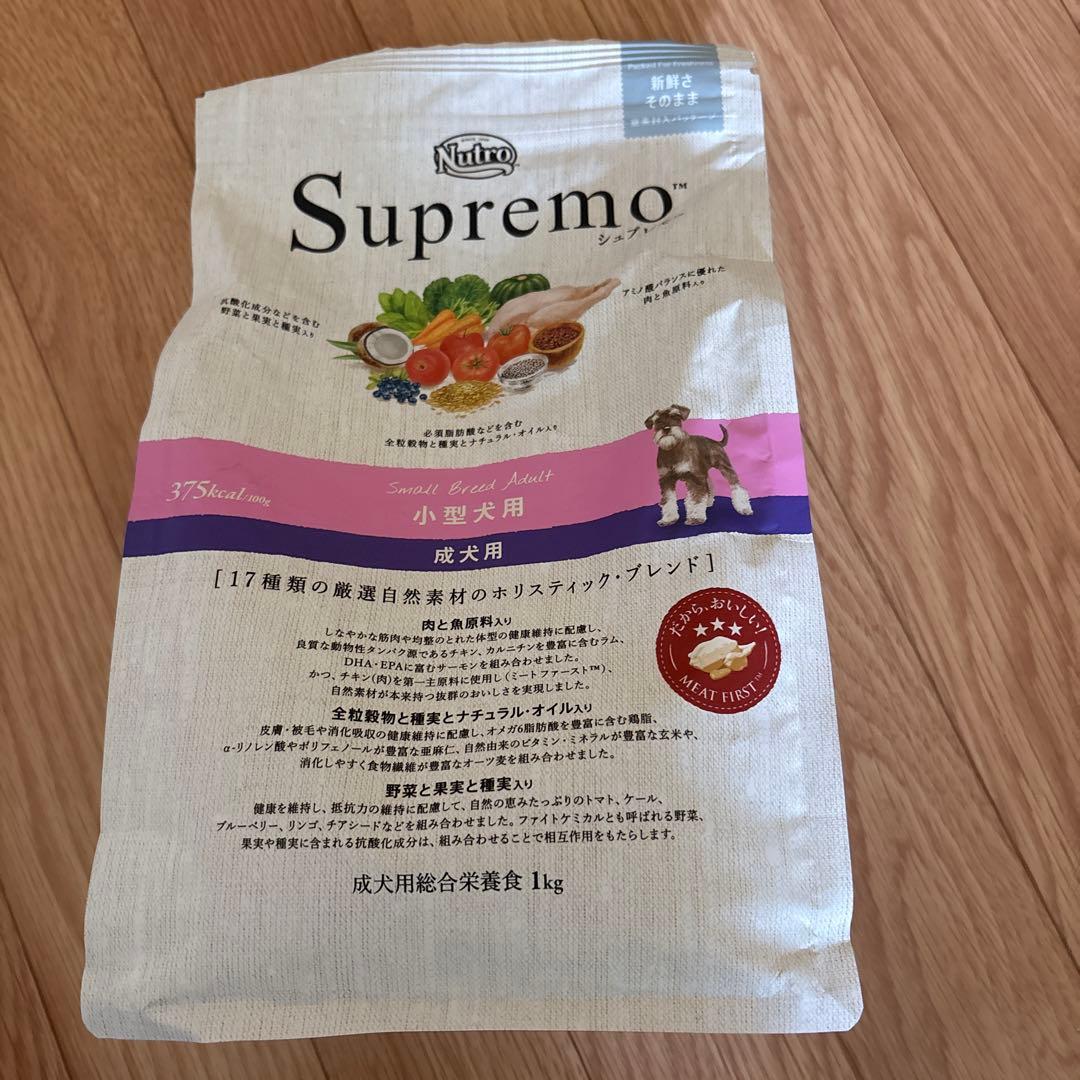 Packed For Freshness
新鮮さ
そのまま
窒素封入パッケージ
SINCE 1926
Nutro
Supremo™
シュプレ
抗酸化成分などを含む
野菜と果実と種実入り
アミノ酸バランスに優れた
肉と魚原料入り
必須脂肪酸などを含む
全粒穀物と種実とナチュラル・オイル入り
375kcal/100g
Small Breed Adult
小型犬用
成犬用
[17種類の厳選自然素材のホリスティック・ブレンド]
肉と魚原料入り
しなやかな筋肉や均整のとれた体型の健康維持に配慮し、
良質な動物性タンパク源であるチキン、カルニチンを豊富に含むラム、
DHA・EPAに富むサーモンを組み合わせました。
かつ、チキン(肉)を第一主原料に使用し(ミートファースト™)、
自然素材が本来持つ抜群のおいしさを実現しました。
だから、おいしい!
MEAT FIRST™
全粒穀物と種実とナチュラル・オイル入り
皮膚・被毛や消化吸収の健康維持に配慮し、オメガ6脂肪酸を豊富に含む鶏脂、
α-リノレン酸やポリフェノールが豊富な亜麻仁、自然由来のビタミン・ミネラルが豊富な玄米や、
消化しやすく食物繊維が豊富なオーツ麦を組み合わせました。
野菜と果実と種実入り
健康を維持し、抵抗力の維持に配慮して、自然の恵みたっぷりのトマト、ケール、
ブルーベリー、リンゴ、チアシードなどを組み合わせました。ファイトケミカルとも呼ばれる野菜、
果実や種実に含まれる抗酸化成分は、組み合わせることで相互作用をもたらします。
成犬用総合栄養食 1kg